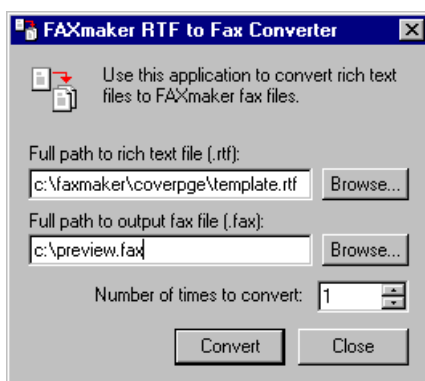 FAXmaker RTF to Fax Converter
Use this application to convert rich text
files to FAXmaker fax files.
Full path to rich text file (.rtf):
c:\faxmaker\coverpge\template.rtf Browse...
Full path to output fax file (.fax):
c:\preview.fax Browse...
Number of times to convert: 1
Convert Close